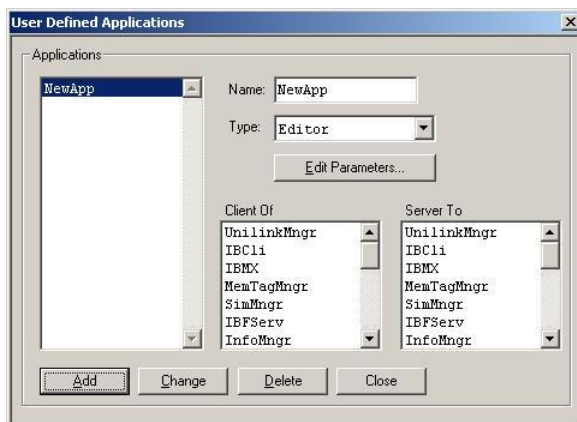 User Defined Applications
Applications
NewApp
Name: NewApp
Type: Editor
Edit Parameters...
Client Of
UnilinkMngr
IBCli
IBMX
MemTagMngr
SimMngr
IBFServ
InfoMngr
Server To
UnilinkMngr
IBCli
IBMX
MemTagMngr
SimMngr
IBFServ
InfoMngr
Add Change Delete Close